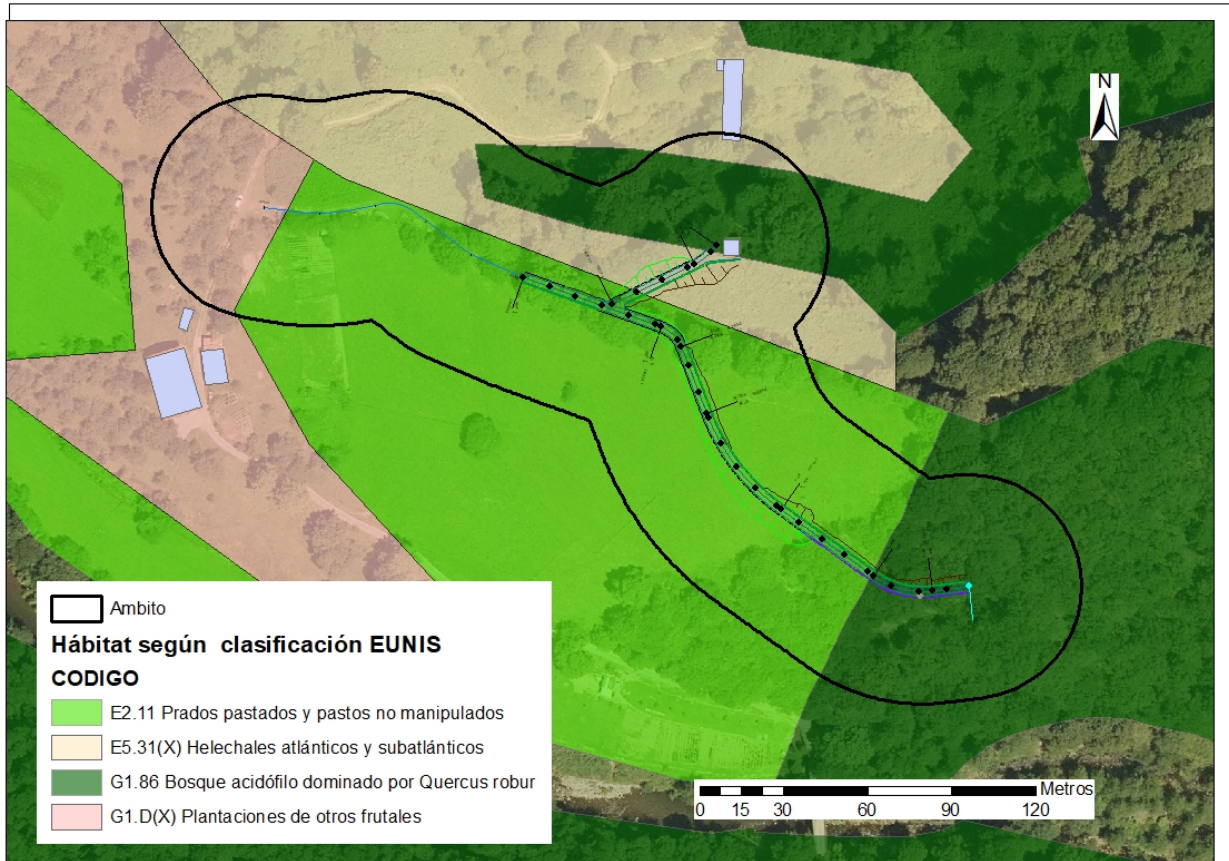 N
Ambito
Hábitat según clasificación EUNIS
CODIGO
E2.11 Prados pastados y pastos no manipulados
E5.31(X) Helechales atlánticos y subatlánticos
G1.86 Bosque acidófilo dominado por Quercus robur
G1.D(X) Plantaciones de otros frutales
Metros
0 15 30 60 90 120